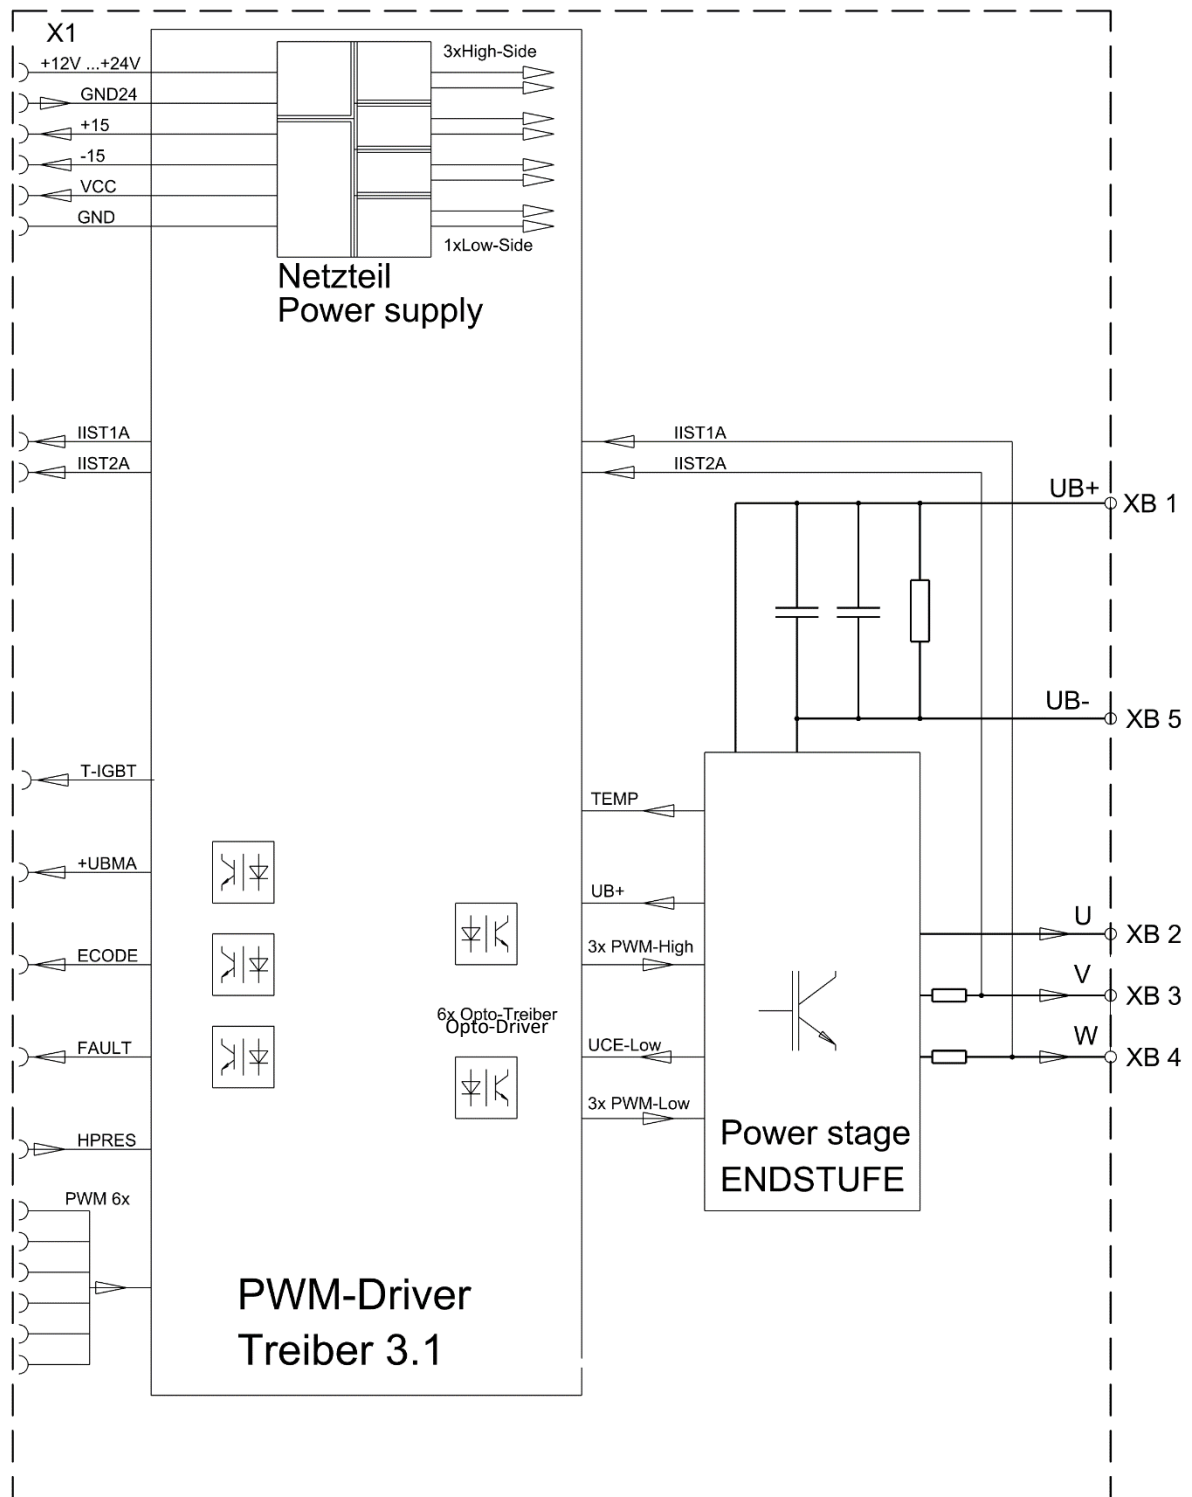 X1
+12V ...+24V
GND24
+15
-15
VCC
GND
3xHigh-Side
1xLow-Side
Netzteil
Power supply
IIST1A
IIST2A
IIST1A
IIST2A
UB+
XB 1
UB-
XB 5
T-IGBT
+UBMA
ECODE
FAULT
HPRES
PWM 6x
TEMP
UB+
3x PWM-High
6x Opto-Treiber
Opto-Driver
UCE-Low
3x PWM-Low
U
XB 2
V
XB 3
W
XB 4
Power stage
ENDSTUFE
PWM-Driver
Treiber 3.1